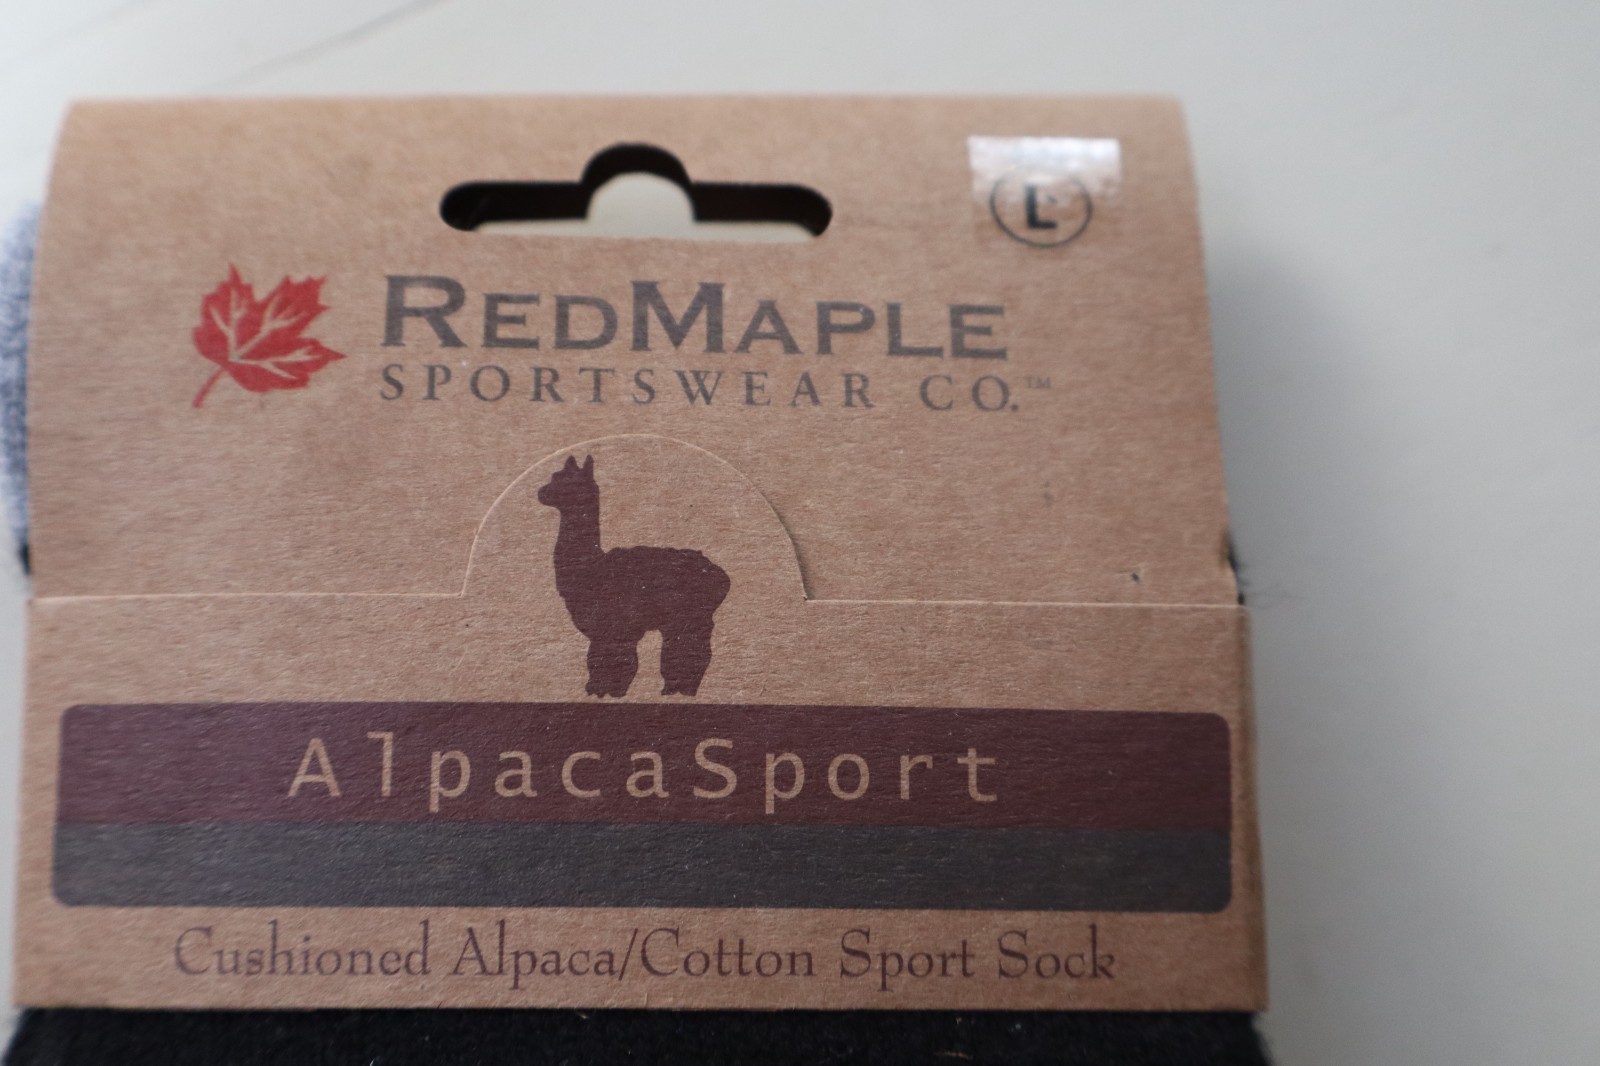 L
REDMAPLE
SPORTSWEAR CO.™
AlpacaSport
Cushioned Alpaca/Cotton Sport Sock